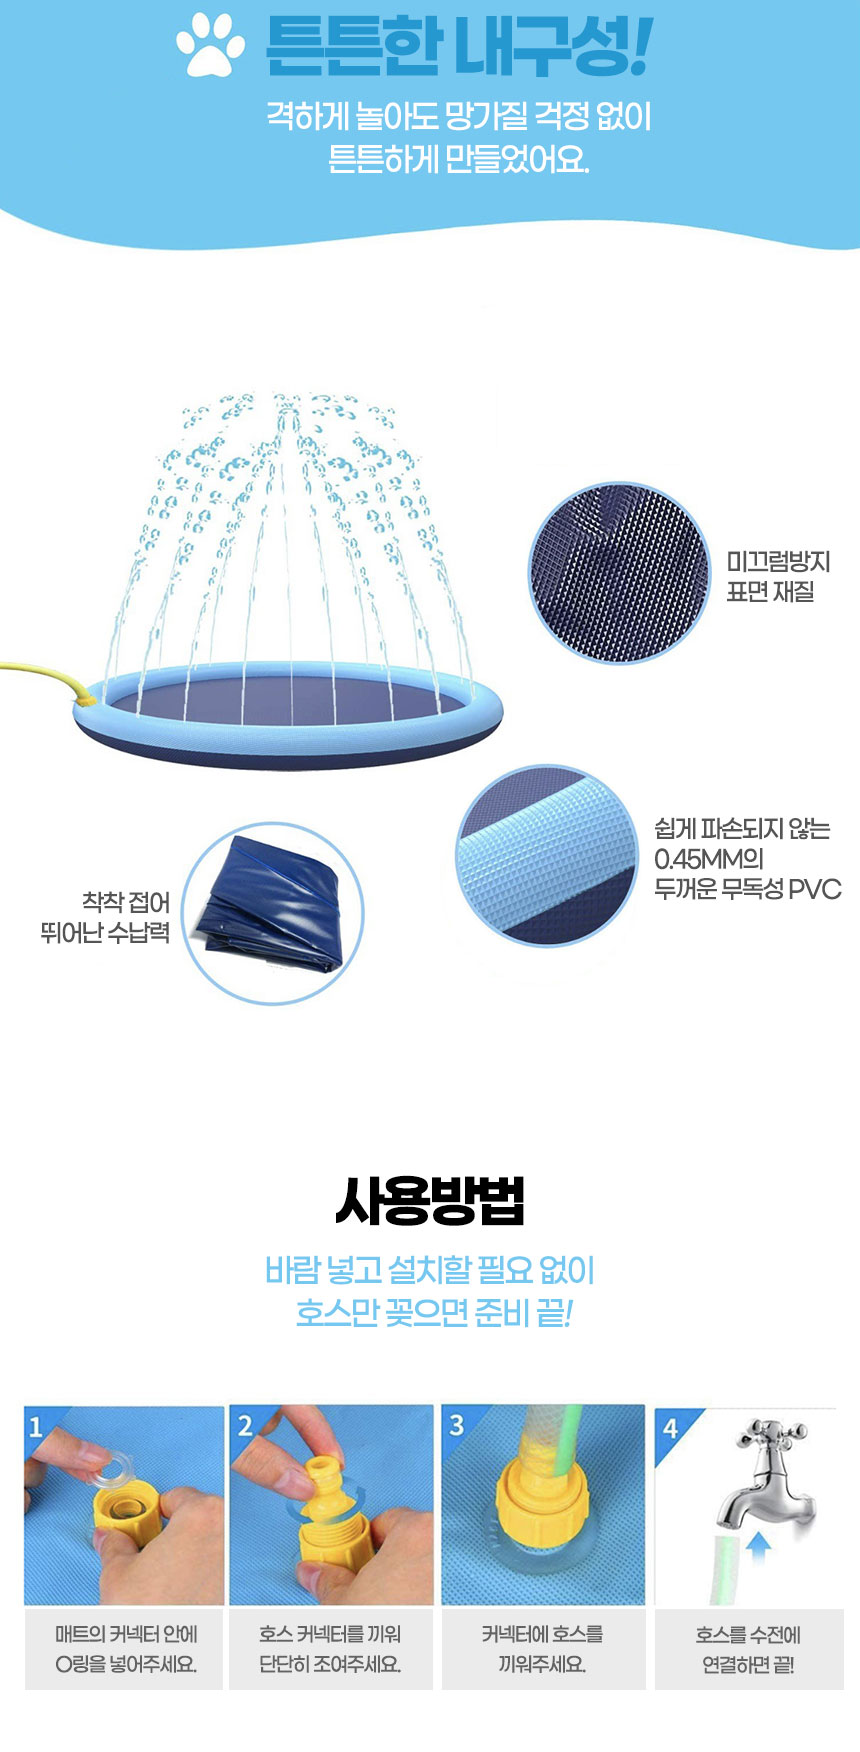 튼튼한 내구성!
격하게 놀아도 망가질 걱정 없이
튼튼하게 만들었어요.
미끄럼방지
표면 재질
쉽게 파손되지 않는
0.45MM의
두꺼운 무독성 PVC
착착 접어
뛰어난 수납력
사용방법
바람 넣고 설치할 필요 없이
호스만 꽂으면 준비 끝!
1
매트의 커넥터 안에
O링을 넣어주세요.
2
호스 커넥터를 끼워
단단히 조여주세요.
3
커넥터에 호스를
끼워주세요.
4
호스를 수전에
연결하면 끝!